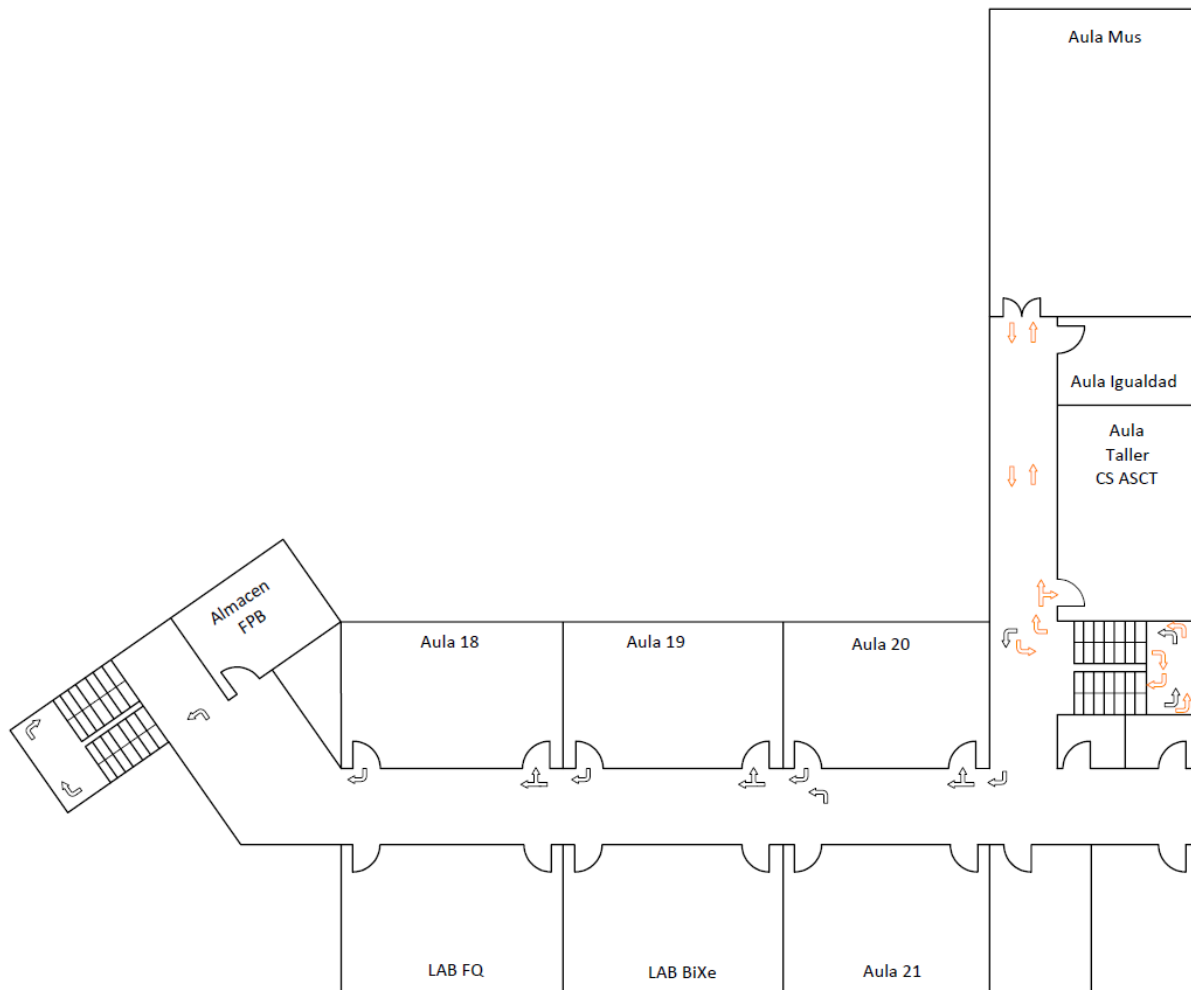 Aula Mus
Aula Igualdad
Aula
Taller
CS ASCT
Almacen
FPB
Aula 18
Aula 19
Aula 20
LAB FQ
LAB BiXe
Aula 21